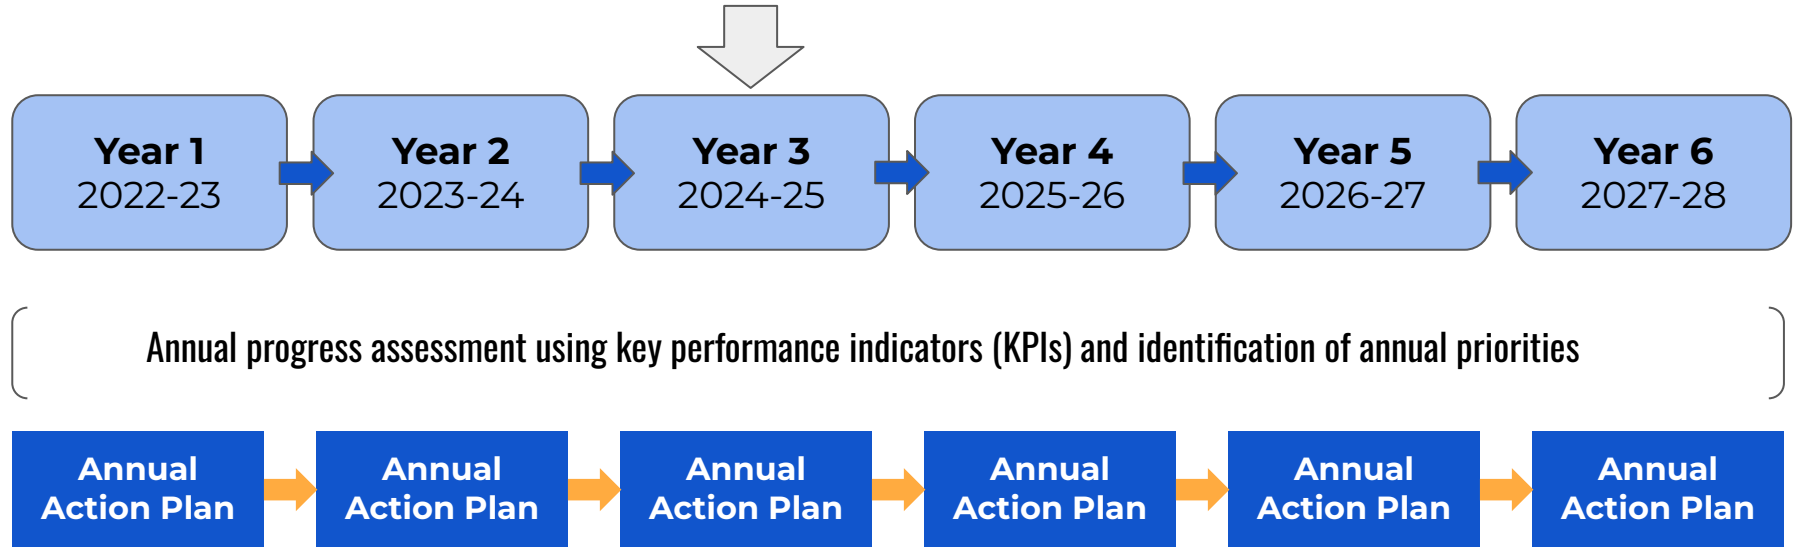 Year 1
2022-23
Year 2
2023-24
Year 3
2024-25
Year 4
2025-26
Year 5
2026-27
Year 6
2027-28
Annual progress assessment using key performance indicators (KPIs) and identification of annual priorities
Annual
Action Plan
Annual
Action Plan
Annual
Action Plan
Annual
Action Plan
Annual
Action Plan
Annual
Action Plan